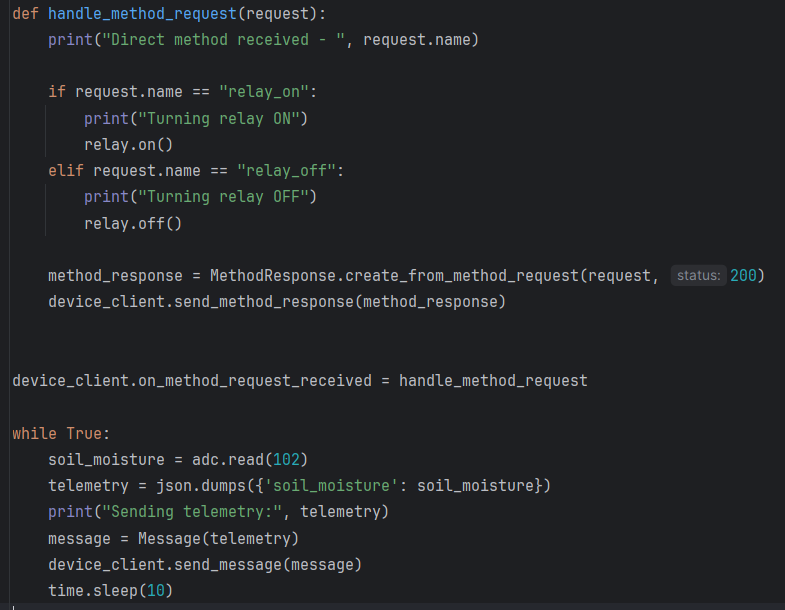 def handle_method_request(request):
    print("Direct method received - ", request.name)

    if request.name == "relay_on":
        print("Turning relay ON")
        relay.on()
    elif request.name == "relay_off":
        print("Turning relay OFF")
        relay.off()

    method_response = MethodResponse.create_from_method_request(request, status: 200)
    device_client.send_method_response(method_response)


device_client.on_method_request_received = handle_method_request

while True:
    soil_moisture = adc.read(102)
    telemetry = json.dumps({'soil_moisture': soil_moisture})
    print("Sending telemetry:", telemetry)
    message = Message(telemetry)
    device_client.send_message(message)
    time.sleep(10)